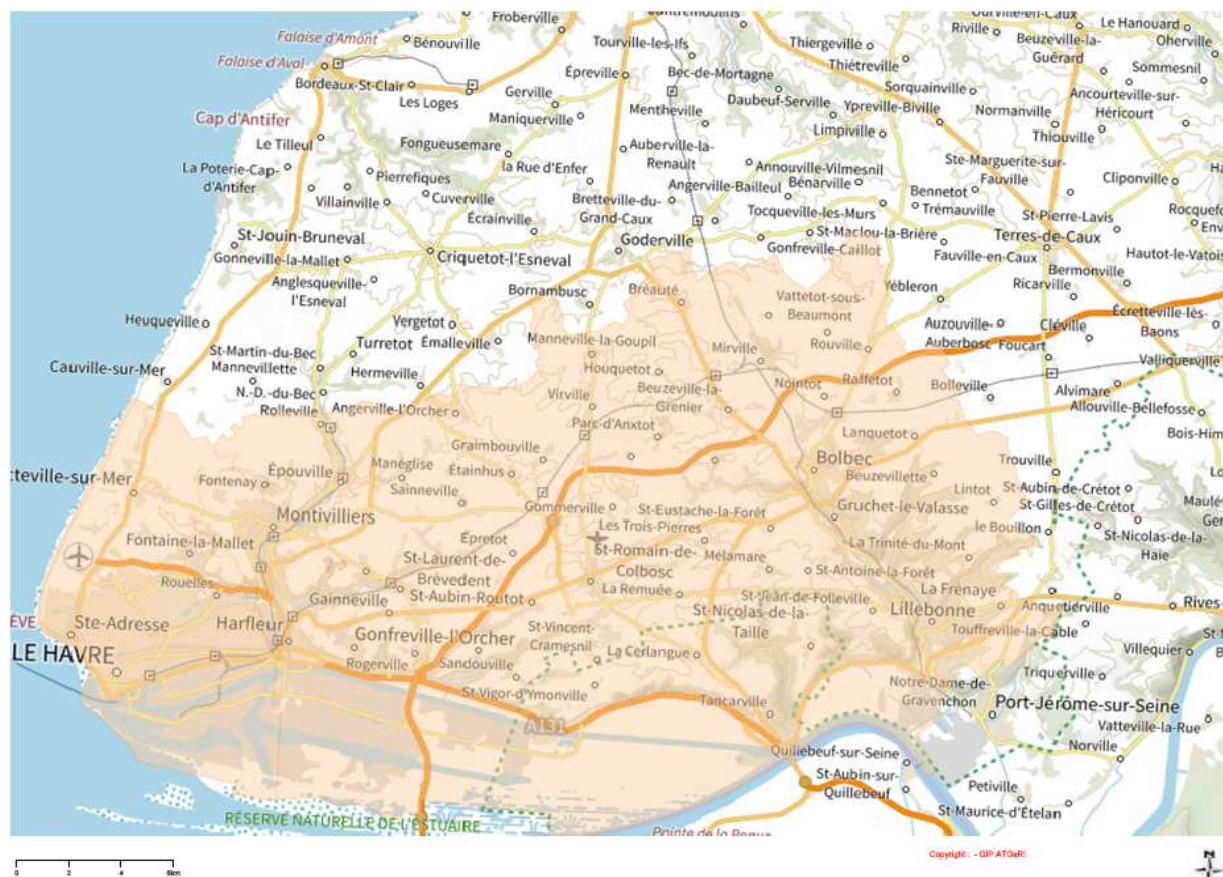 Froberville
Contremoulins
Ourville-en-Caux
Le Hanouard
Falaise d'Amont
Bénouville
Tourville-les-Ifs
Thiergeville
Riville
Beuzeville-la-
Guérard
Oherville
Falaise d'Aval
Bec-de-Mortagne
Thiétreville
Sommesnil
Bordeaux-St-Clair
Épreville
Sorquainville
Ancourteville-sur-
Héricourt
Les Loges
Gerville
Mentheville
Daubeuf-Serville
Ypreville-Biville
Normanville
Maniquerville
Cap d'Antifer
Limpiville
Thiouville
Le Tilleul
Fongueusemare
Auberville-la-
Renault
la Rue d'Enfer
Annouville-Vilmesnil
Ste-Marguerite-sur-
Fauville
La Poterie-Cap-
d'Antifer
Pierrefiques
Angerville-Bailleul
Bénarville
Bennetot
Cliponville
Villainville
Cuverville
Bretteville-du-
Grand-Caux
Tocqueville-les-Murs
Trémauville
St-Pierre-Lavis
Écrainville
St-Maclou-la-Brière
Terres-de-Caux
St-Jouin-Bruneval
Goderville
Gonfreville-Caillot
Fauville-en-Caux
Hautot-le-Vatois
Gonneville-la-Mallet
Criquetot-l'Esneval
Bermonville
Anglesqueville-
l'Esneval
Bornambusc
Bréauté
Vattetot-sous-
Beaumont
Yébleron
Ricarville
Écretteville-lès-
Baons
Heuqueville
Vergetot
Émalleville
Manneville-la-Goupil
Rouville
Auzouville-
Auberbosc
Cléville
Foucart
St-Martin-du-Bec
Turretot
Mannevillette
Houquetot
Mirville
Valliquerville
Cauville-sur-Mer
Hermeville
Beuzeville-la-
Grenier
Nointot
Raffetot
Bolleville
Alvimare
N.-D.-du-Bec
Rolleville
Angerville-l'Orcher
Virville
Parc-d'Anxtot
Allouville-Bellefosse
Lanquetot
Bois-Him
Graimbouville
Bolbec
Épouville
Manéglise
Étainhus
Trouville
cteville-sur-Mer
Fontenay
Sainneville
Beuzevillette
Lintot
St-Aubin-de-Crétot
Gommerville
St-Eustache-la-Forêt
Gruchet-le-Valasse
St-Gilles-de-Crétot
Montivilliers
Les Trois-Pierres
le Bouillon
St-Nicolas-de-la-
Haie
Fontaine-la-Mallet
Épretot
St-Romain-de-
Colbosc
La Trinité-du-Mont
St-Laurent-de-
Brèvedent
Mélamare
St-Antoine-la-Forêt
Rouelles
St-Aubin-Routot
La Remuée
La Frenaye
Gainneville
St-Jean-de-Folleville
Lillebonne
Anquetierville
Rives
Ste-Adresse
Harfleur
St-Nicolas-de-la-
Taille
Touffreville-la-Cable
ÈVE
Gonfreville-l'Orcher
St-Vincent-
Cramesnil
La Cerlangue
Villequier
LE HAVRE
Rogerville
Sandouville
Triquerville
St-Vigor-d'Ymonville
Tancarville
Notre-Dame-de-
Gravenchon
Port-Jérôme-sur-Seine
A131
Vatteville-la-Rue
Quillebeuf-sur-Seine
Norville
St-Aubin-sur-
Quillebeuf
Petiville
St-Maurice-d'Ételan
RÉSERVE NATURELLE DE L'ESTUAIRE
Pointe de la Roque
Copyright : - GIP ATGeRi
N
0 2 4 6km